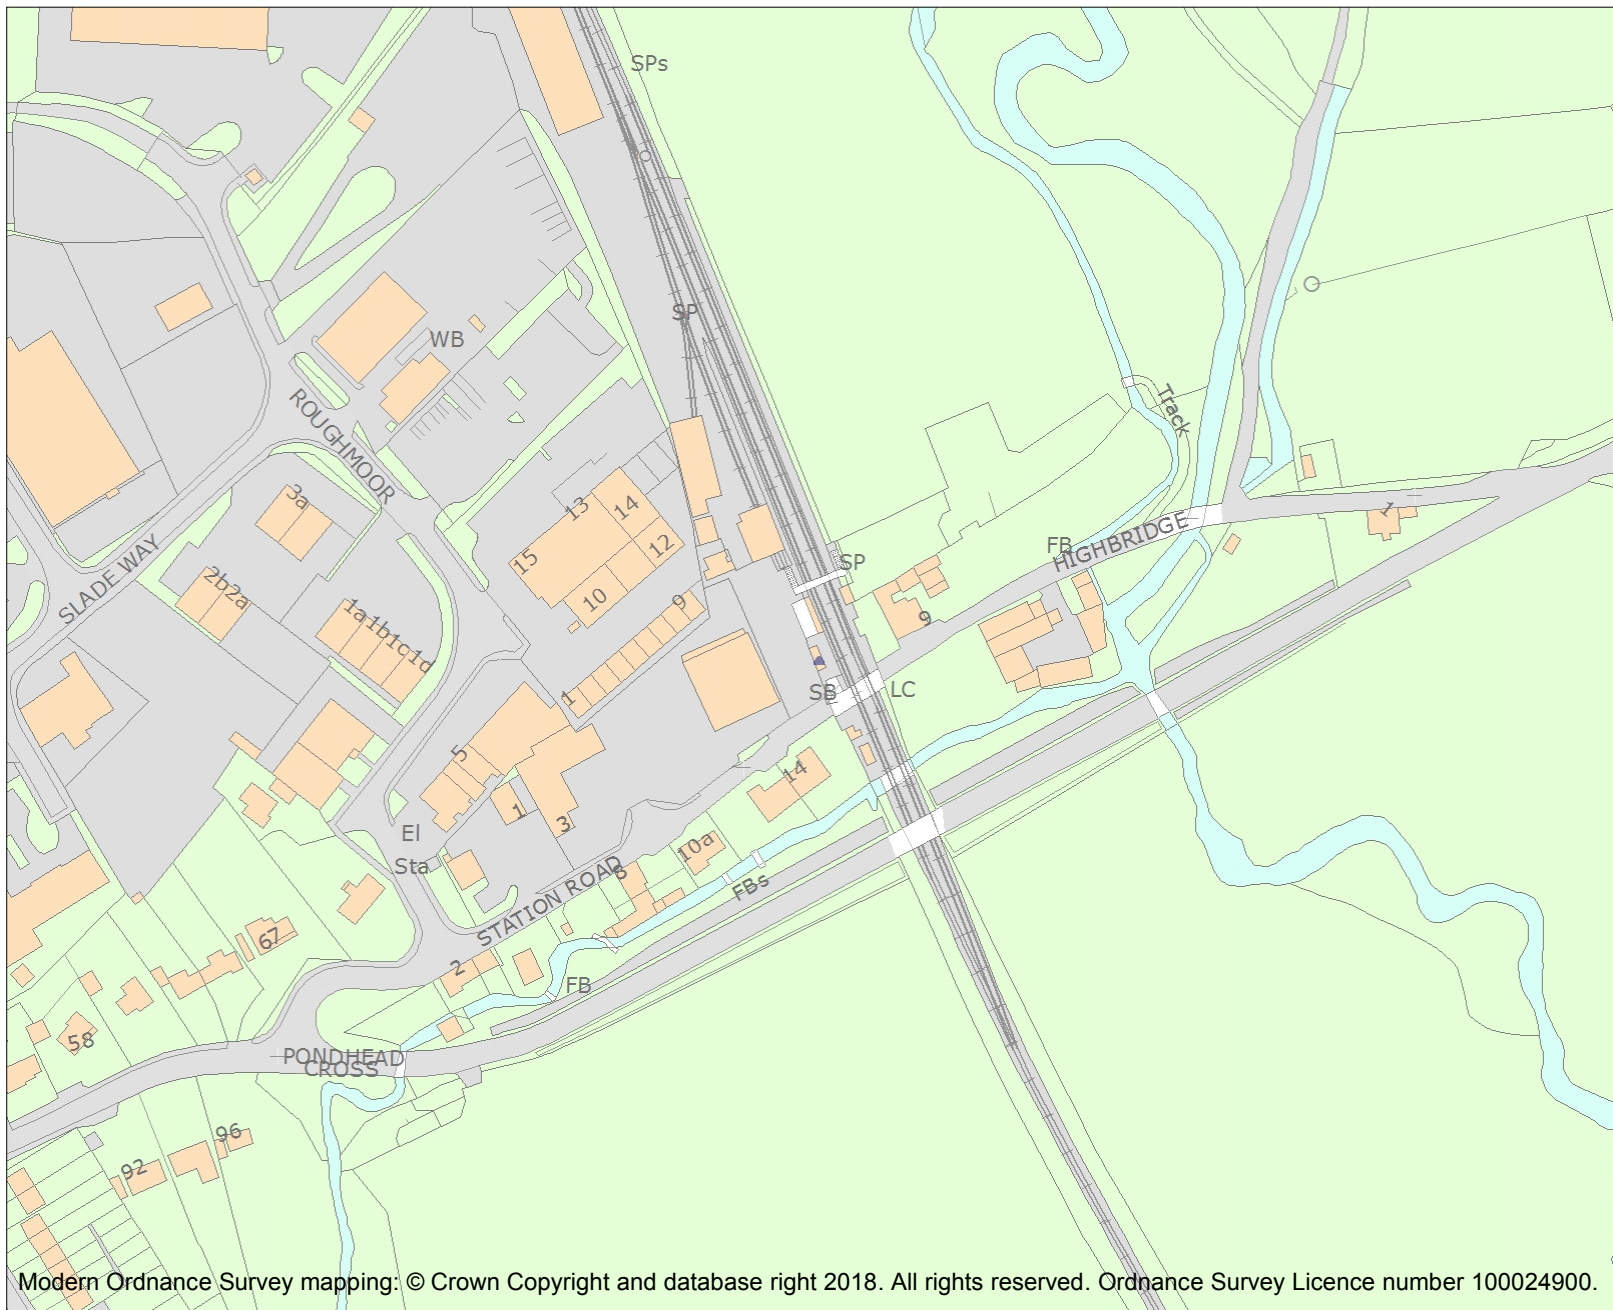 SPs
SP
WB
ROUGHMOOR
Track
3a
13
14
15
12
10
9
SLADE WAY
2b2a
1a1b1c1d
SP
FB
HIGHBRIDGE
1
9
1
SB
LC
5
14
1
3
El
Sta
10a
8
FBs
STATION ROAD
67
2
FB
58
PONDHEAD
CROSS
96
92
Modern Ordnance Survey mapping: © Crown Copyright and database right 2018. All rights reserved. Ordnance Survey Licence number 100024900.